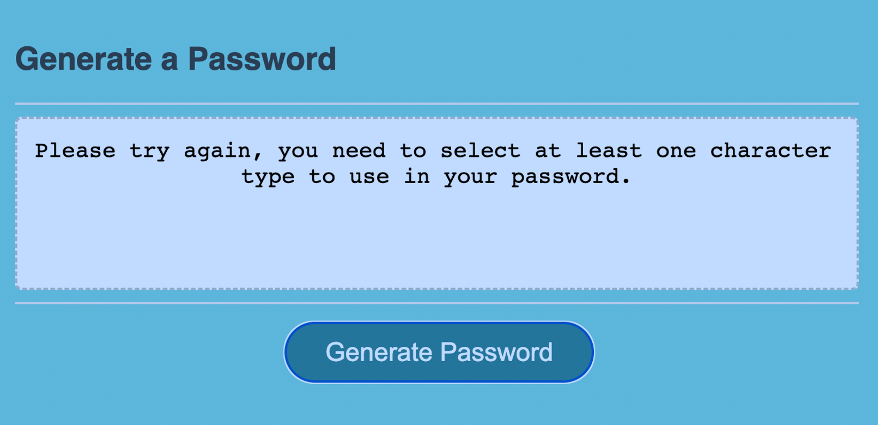 Generate a Password
Please try again, you need to select at least one character
type to use in your password.
Generate Password